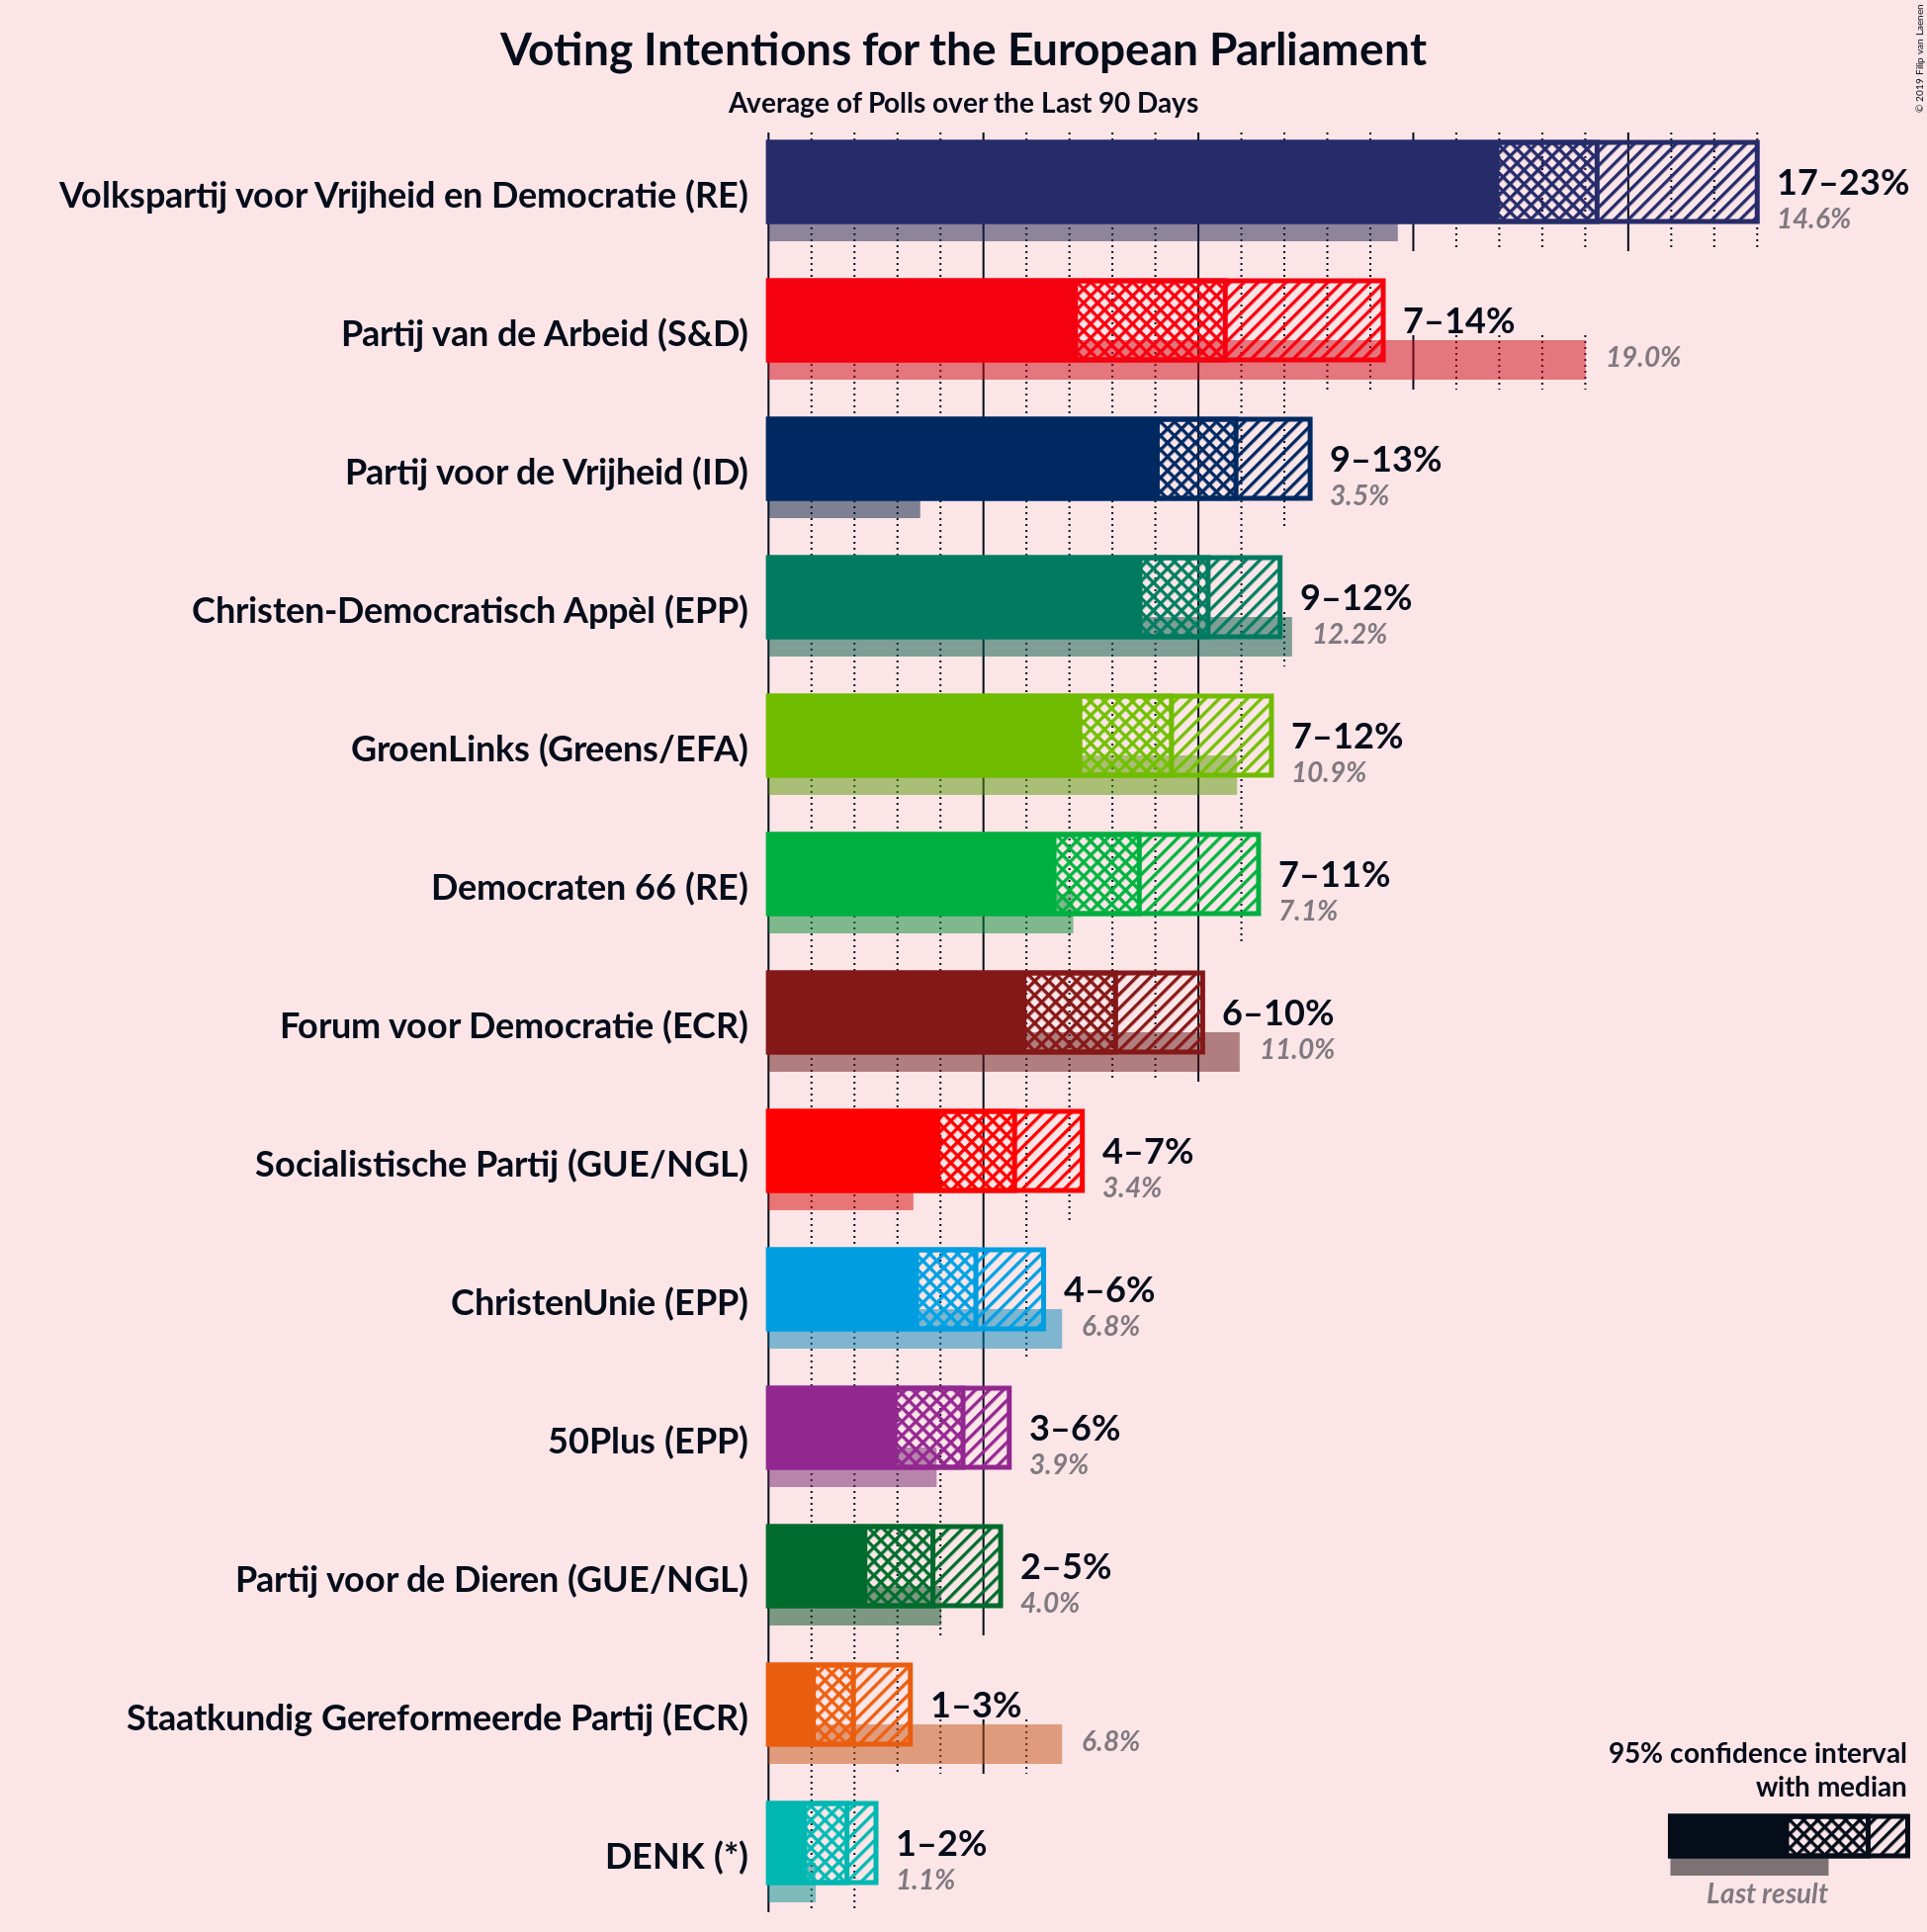 Voting Intentions for the European Parliament
Average of Polls over the Last 90 Days
© 2019 Filip van Laenen
Volkspartij voor Vrijheid en Democratie (RE)
17–23%
14.6%
Partij van de Arbeid (S&D)
7–14%
19.0%
Partij voor de Vrijheid (ID)
9–13%
3.5%
Christen-Democratisch Appèl (EPP)
9–12%
12.2%
GroenLinks (Greens/EFA)
7–12%
10.9%
Democraten 66 (RE)
7–11%
7.1%
Forum voor Democratie (ECR)
6–10%
11.0%
Socialistische Partij (GUE/NGL)
4–7%
3.4%
ChristenUnie (EPP)
4–6%
6.8%
50Plus (EPP)
3–6%
3.9%
Partij voor de Dieren (GUE/NGL)
2–5%
4.0%
Staatkundig Gereformeerde Partij (ECR)
1–3%
6.8%
DENK (*)
1–2%
1.1%
95% confidence interval
with median
Last result